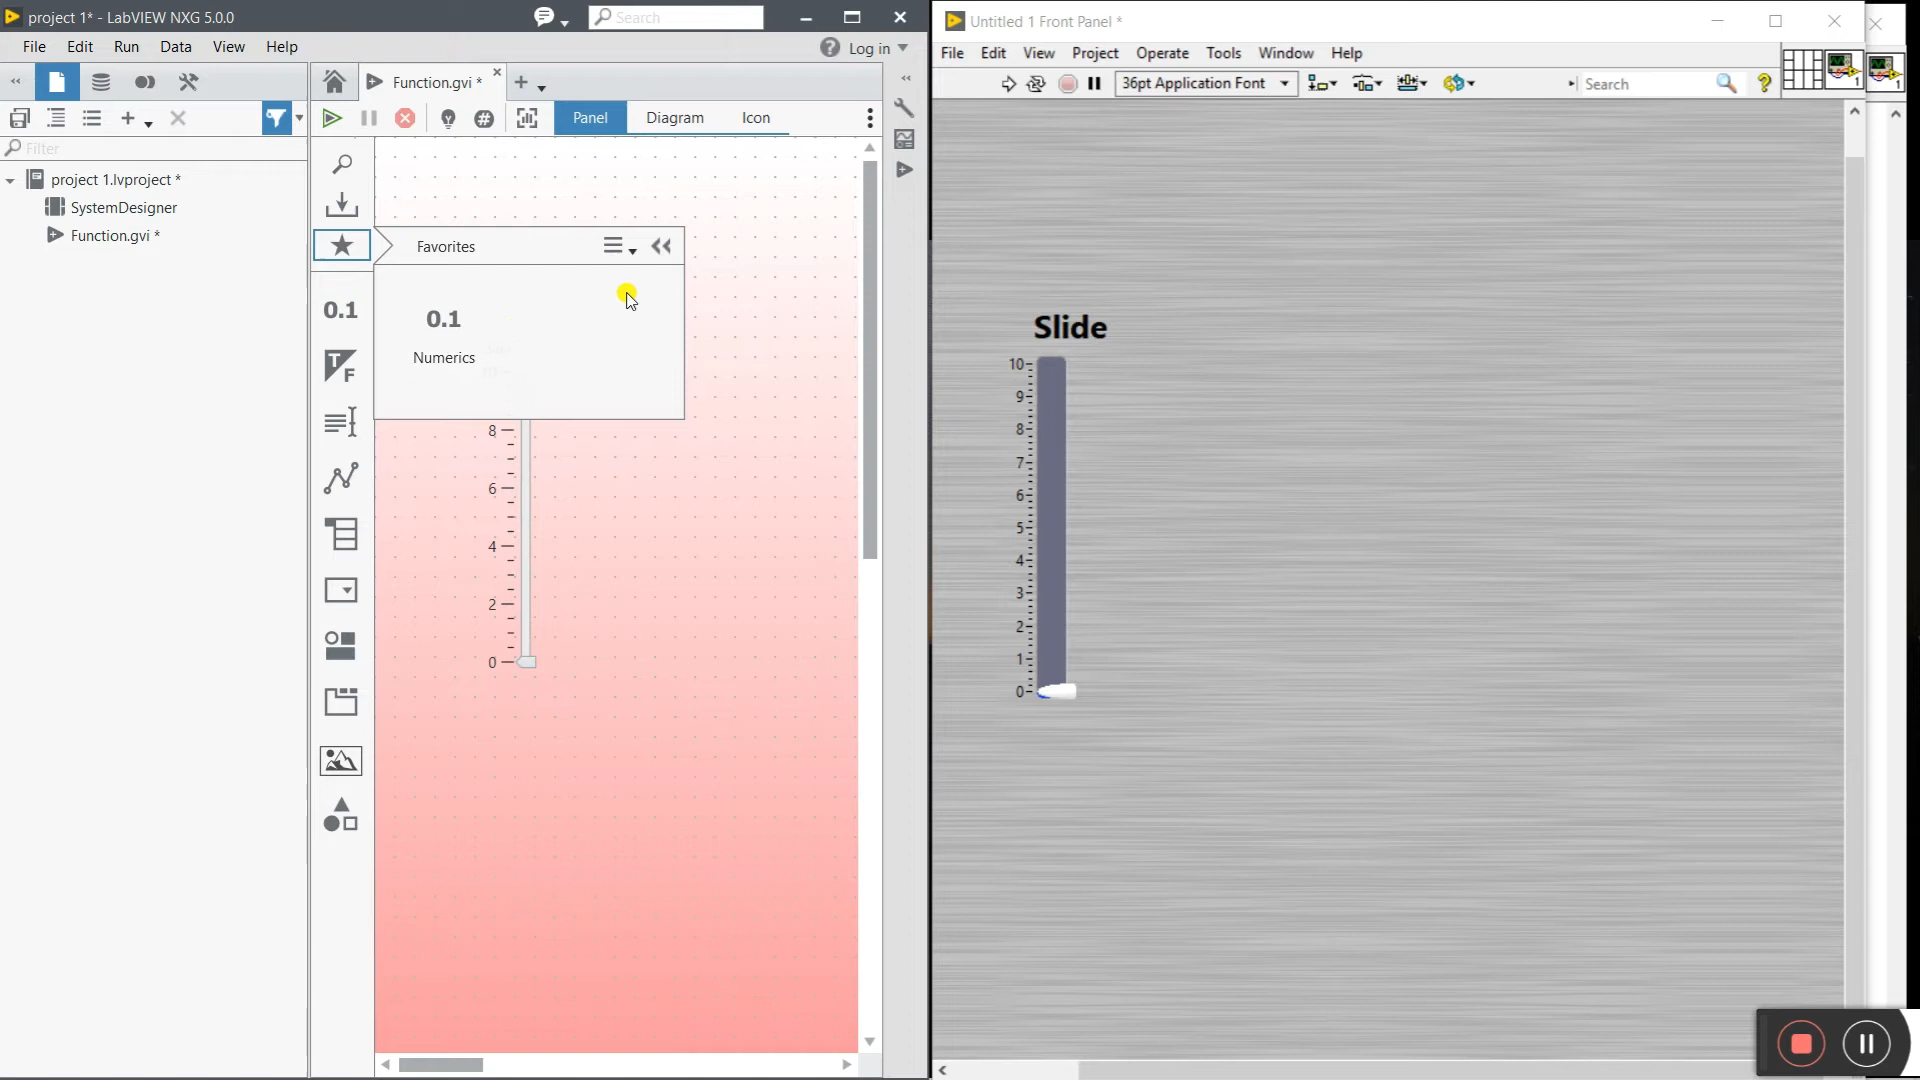 project 1* - LabVIEW NXG 5.0.0
Search
File Edit Run Data View Help
Log in
Function.gvi *
Panel Diagram Icon
Filter
project 1.lvproject *
SystemDesigner
Function.gvi *
Favorites
0.1
0.1
Numerics
T F
8
6
4
2
0
Untitled 1 Front Panel *
File Edit View Project Operate Tools Window Help
36pt Application Font
Search
?
1
1
Slide
10
9
8
7
6
5
4
3
2
1
0